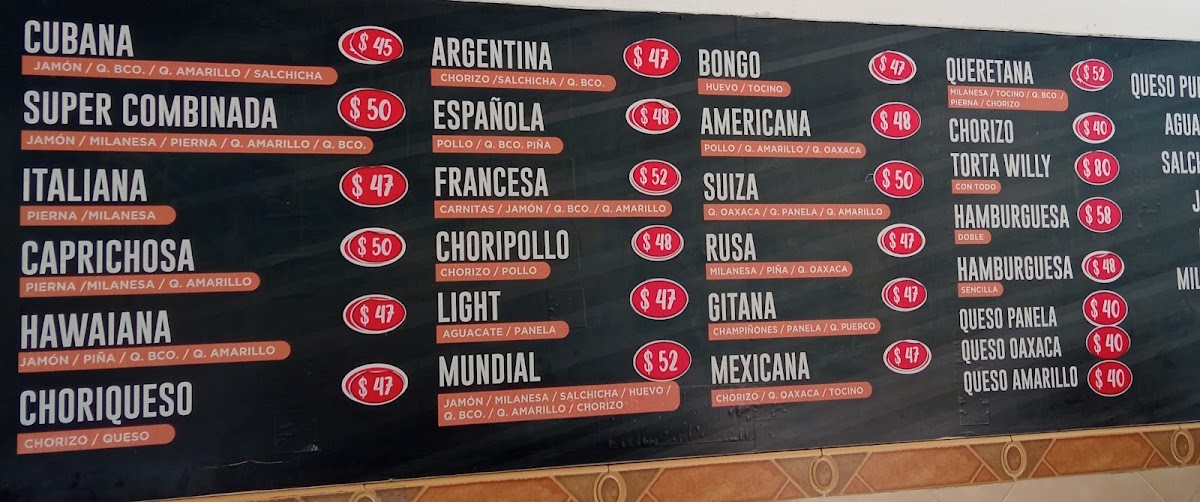 CUBANA $ 45
JAMÓN / Q. BCO. / Q. AMARILLO / SALCHICHA
SUPER COMBINADA $ 50
JAMÓN / MILANESA / PIERNA / Q. AMARILLO / Q. BCO.
ITALIANA $ 47
PIERNA /MILANESA
CAPRICHOSA $ 50
PIERNA /MILANESA / Q. AMARILLO
HAWAIANA $ 47
JAMÓN / PIÑA / Q. BCO. / Q. AMARILLO
CHORIQUESO $ 47
CHORIZO / QUESO
ARGENTINA $ 47
CHORIZO /SALCHICHA / Q. BCO.
ESPAÑOLA $ 48
POLLO / Q. BCO. PIÑA
FRANCESA $ 52
CARNITAS / JAMÓN / Q. BCO. / Q. AMARILLO
CHORIPOLLO $ 48
CHORIZO / POLLO
LIGHT $ 47
AGUACATE / PANELA
MUNDIAL $ 52
JAMÓN / MILANESA / SALCHICHA / HUEVO /
Q. BCO. / Q. AMARILLO / CHORIZO
BONGO $ 47
HUEVO / TOCINO
AMERICANA $ 48
POLLO / Q. AMARILLO / Q. OAXACA
SUIZA $ 50
Q. OAXACA / Q. PANELA / Q. AMARILLO
RUSA $ 47
MILANESA / PIÑA / Q. OAXACA
GITANA $ 47
CHAMPIÑONES / PANELA / Q. PUERCO
MEXICANA $ 47
CHORIZO / Q. OAXACA / TOCINO
QUERETANA $ 52
MILANESA / TOCINO / Q. BCO. /
PIERNA / CHORIZO
CHORIZO $ 40
TORTA WILLY $ 80
CON TODO
HAMBURGUESA $ 58
DOBLE
HAMBURGUESA $ 48
SENCILLA
QUESO PANELA $ 40
QUESO OAXACA $ 40
QUESO AMARILLO $ 40
QUESO PU
AGUA
SALCH
J
MIL